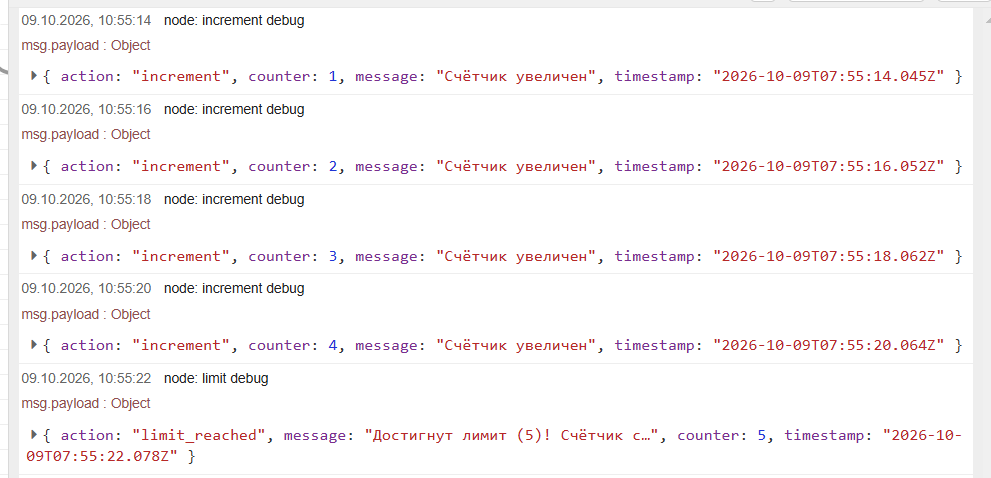 09.10.2026, 10:55:14 node: increment debug
msg.payload : Object
{ action: "increment", counter: 1, message: "Счётчик увеличен", timestamp: "2026-10-09T07:55:14.045Z" }
09.10.2026, 10:55:16 node: increment debug
msg.payload : Object
{ action: "increment", counter: 2, message: "Счётчик увеличен", timestamp: "2026-10-09T07:55:16.052Z" }
09.10.2026, 10:55:18 node: increment debug
msg.payload : Object
{ action: "increment", counter: 3, message: "Счётчик увеличен", timestamp: "2026-10-09T07:55:18.062Z" }
09.10.2026, 10:55:20 node: increment debug
msg.payload : Object
{ action: "increment", counter: 4, message: "Счётчик увеличен", timestamp: "2026-10-09T07:55:20.064Z" }
09.10.2026, 10:55:22 node: limit debug
msg.payload : Object
{ action: "limit_reached", message: "Достигнут лимит (5)! Счётчик с…", counter: 5, timestamp: "2026-10-
09T07:55:22.078Z" }